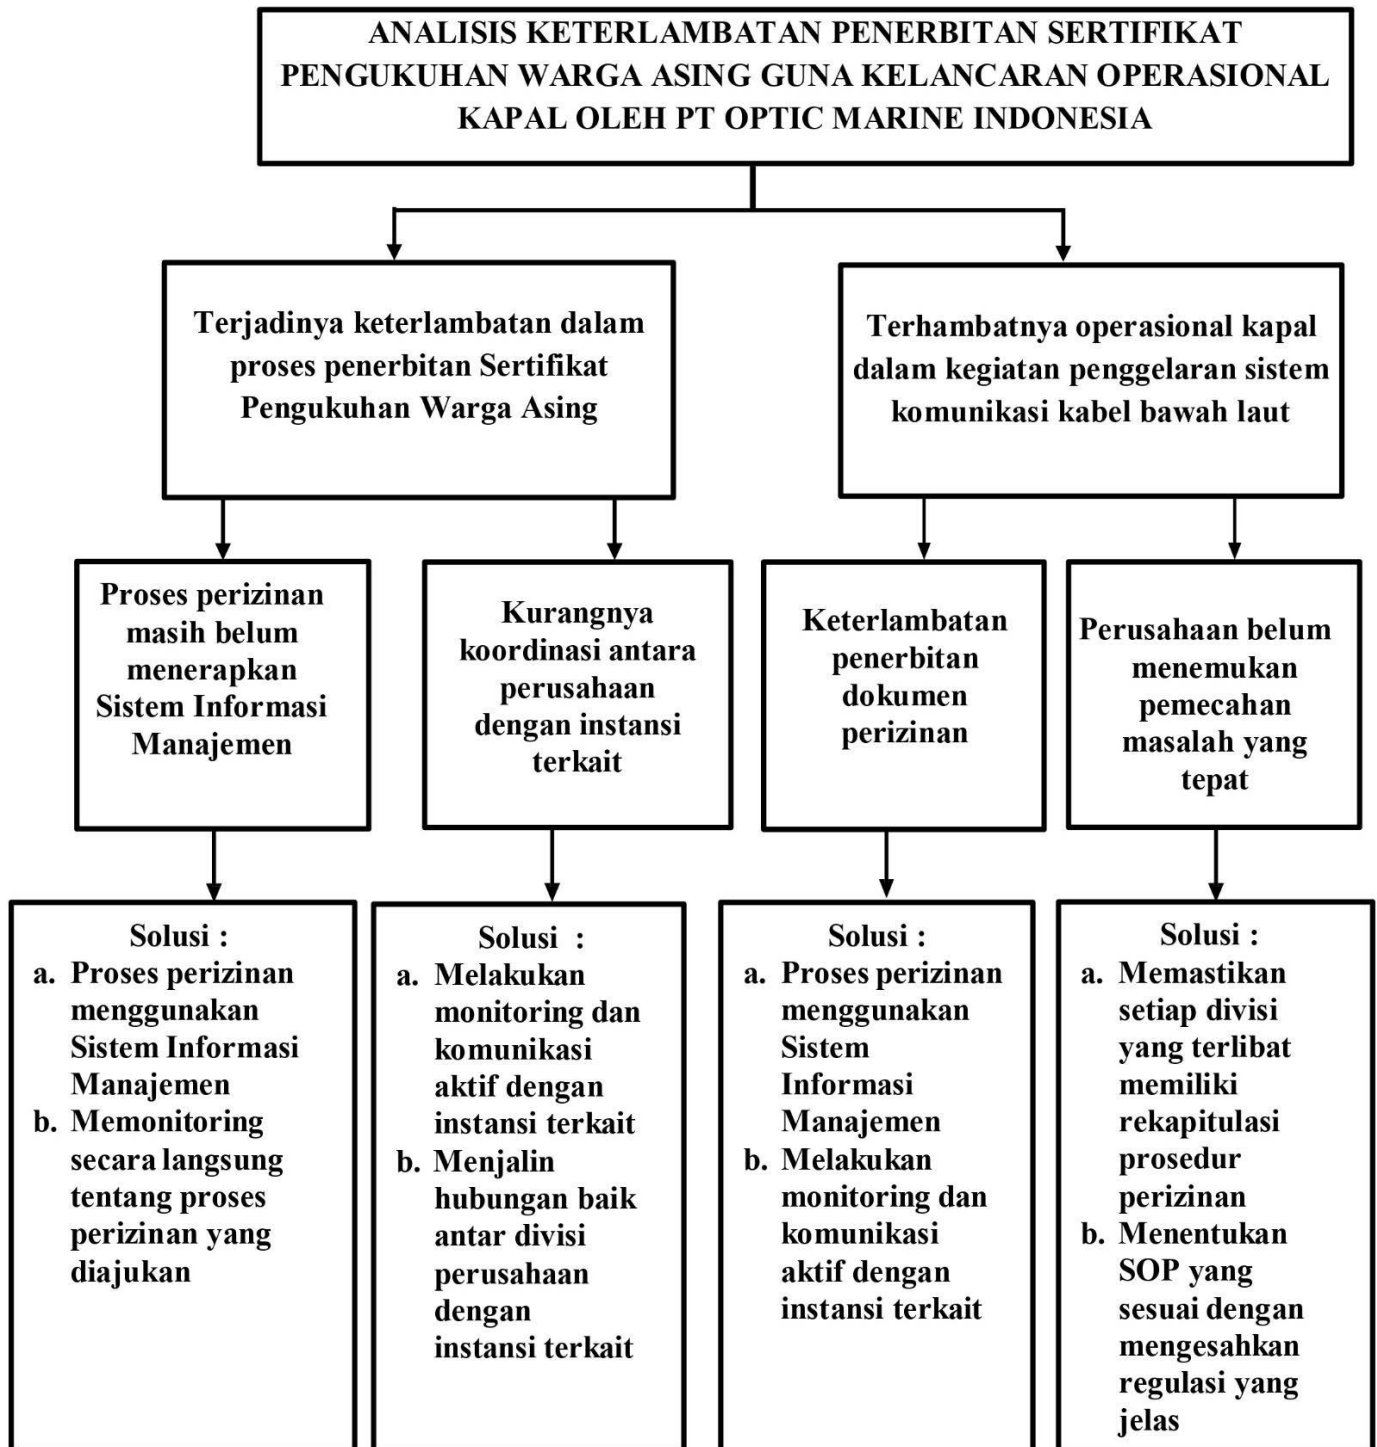 ANALISIS KETERLAMBATAN PENERBITAN SERTIFIKAT
PENGUKUHAN WARGA ASING GUNA KELANCARAN OPERASIONAL
KAPAL OLEH PT OPTIC MARINE INDONESIA
Terjadinya keterlambatan dalam
proses penerbitan Sertifikat
Pengukuhan Warga Asing
Terhambatnya operasional kapal
dalam kegiatan penggelaran sistem
komunikasi kabel bawah laut
Proses perizinan
masih belum
menerapkan
Sistem Informasi
Manajemen
Kurangnya
koordinasi antara
perusahaan
dengan instansi
terkait
Keterlambatan
penerbitan
dokumen
perizinan
Perusahaan belum
menemukan
pemecahan
masalah yang
tepat
Solusi :
a. Proses perizinan
menggunakan
Sistem Informasi
Manajemen
b. Memonitoring
secara langsung
tentang proses
perizinan yang
diajukan
Solusi :
a. Melakukan
monitoring dan
komunikasi
aktif dengan
instansi terkait
b. Menjalin
hubungan baik
antar divisi
perusahaan
dengan
instansi terkait
Solusi :
a. Proses perizinan
menggunakan
Sistem
Informasi
Manajemen
b. Melakukan
monitoring dan
komunikasi
aktif dengan
instansi terkait
Solusi :
a. Memastikan
setiap divisi
yang terlibat
memiliki
rekapitulasi
prosedur
perizinan
b. Menentukan
SOP yang
sesuai dengan
mengesahkan
regulasi yang
jelas